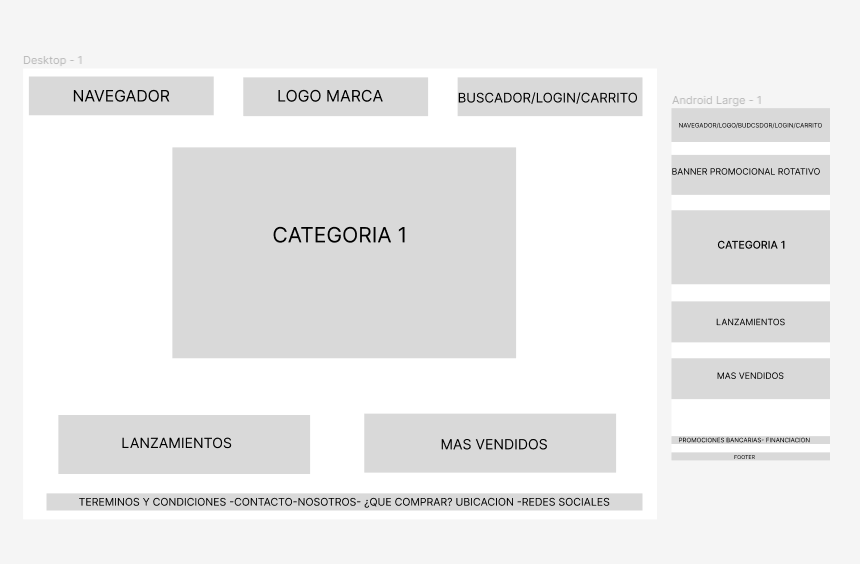 Desktop - 1
NAVEGADOR
LOGO MARCA
BUSCADOR/LOGIN/CARRITO
CATEGORIA 1
LANZAMIENTOS
MAS VENDIDOS
TEREMINOS Y CONDICIONES -CONTACTO-NOSOTROS- ¿QUE COMPRAR? UBICACION -REDES SOCIALES
Android Large - 1
NAVEGADOR/LOGO/BUDCSDOR/LOGIN/CARRITO
BANNER PROMOCIONAL ROTATIVO
CATEGORIA 1
LANZAMIENTOS
MAS VENDIDOS
PROMOCIONES BANCARIAS- FINANCIACION
FOOTER